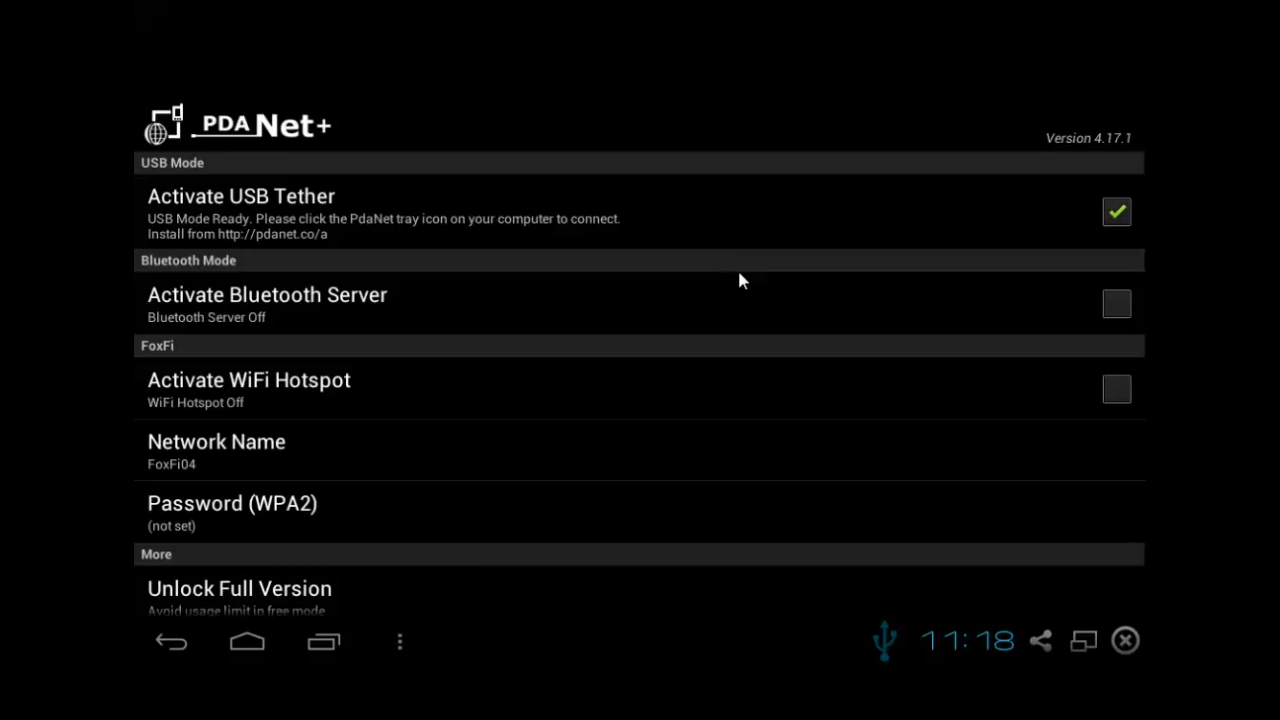 PDA Net+
Version 4.17.1
USB Mode
Activate USB Tether
USB Mode Ready. Please click the PdaNet tray icon on your computer to connect.
Install from http://pdanet.co/a
Bluetooth Mode
Activate Bluetooth Server
Bluetooth Server Off
FoxFi
Activate WiFi Hotspot
WiFi Hotspot Off
Network Name
FoxFi04
Password (WPA2)
(not set)
More
Unlock Full Version
Avoid usage limit in free mode
11:18